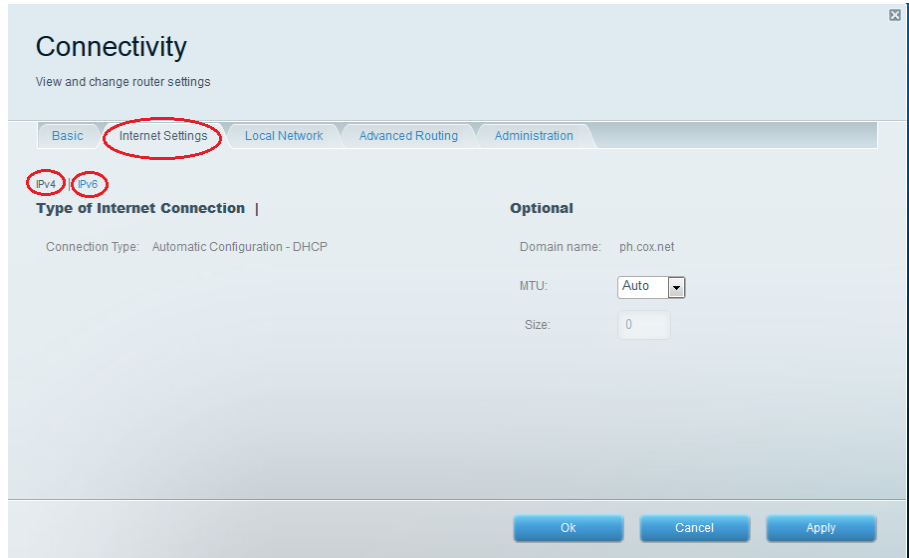 Connectivity
View and change router settings
Basic Internet Settings Local Network Advanced Routing Administration
IPv4 | IPv6
Type of Internet Connection |
Connection Type: Automatic Configuration - DHCP
Optional
Domain name: ph.cox.net
MTU: Auto
Size: 0
Ok Cancel Apply